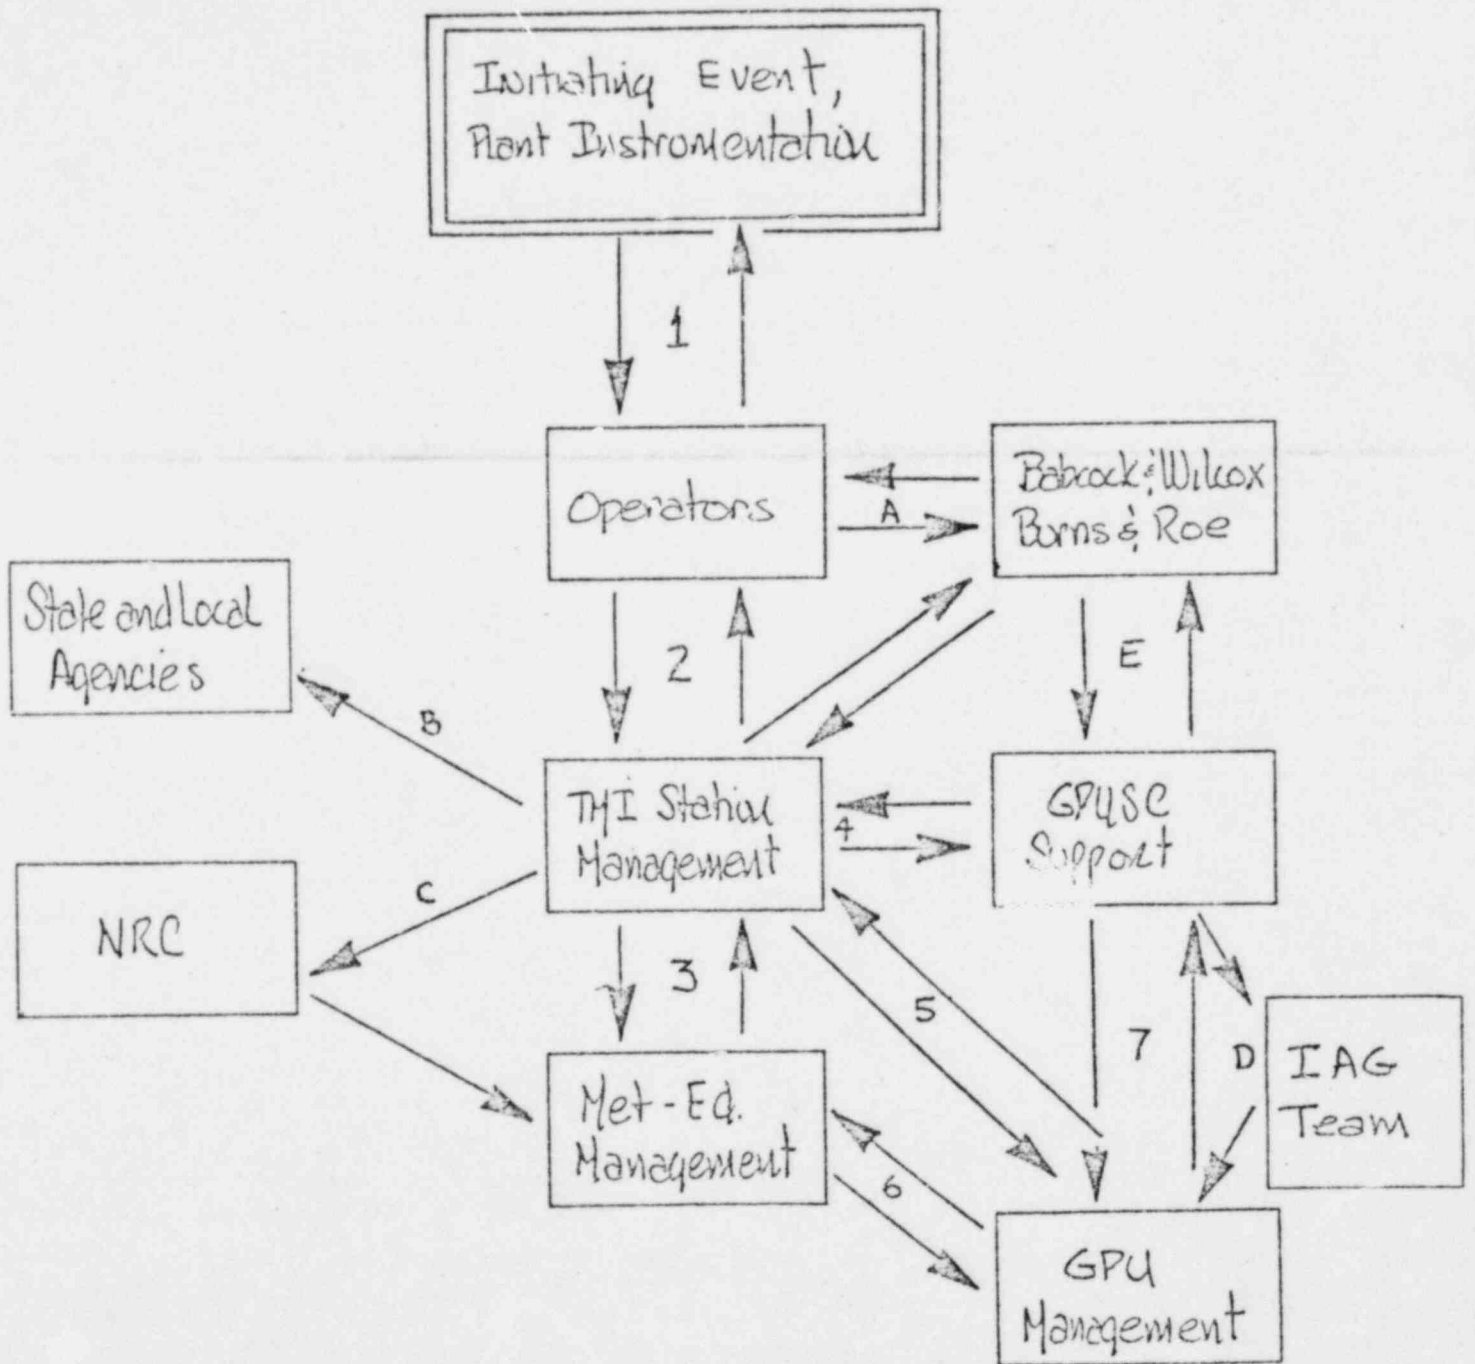 Initiating Event,
Plant Instrumentation
1
Operators
A
Babcock & Wilcox
Burns & Roe
State and Local
Agencies
B
2
E
TMI Station
Management
4
GPUSC
Support
C
NRC
3
5
7
D
IAG
Team
Met-Ed.
Management
6
GPU
Management